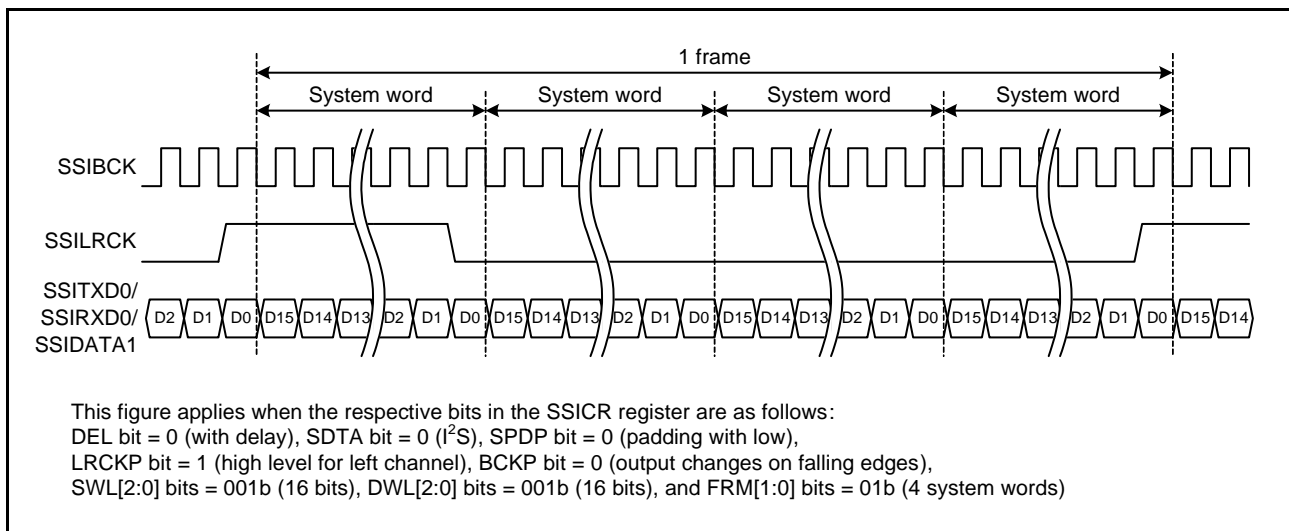 1 frame
System word System word System word System word
SSIBCK
SSILRCK
SSITXD0/
SSIRXD0/
SSIDATA1
D2 D1 D0 D15 D14 D13 D2 D1 D0 D15 D14 D13 D2 D1 D0 D15 D14 D13 D2 D1 D0 D15 D14 D13 D2 D1 D0 D15 D14
This figure applies when the respective bits in the SSICR register are as follows:
DEL bit = 0 (with delay), SDTA bit = 0 (I²S), SPDP bit = 0 (padding with low),
LRCKP bit = 1 (high level for left channel), BCKP bit = 0 (output changes on falling edges),
SWL[2:0] bits = 001b (16 bits), DWL[2:0] bits = 001b (16 bits), and FRM[1:0] bits = 01b (4 system words)